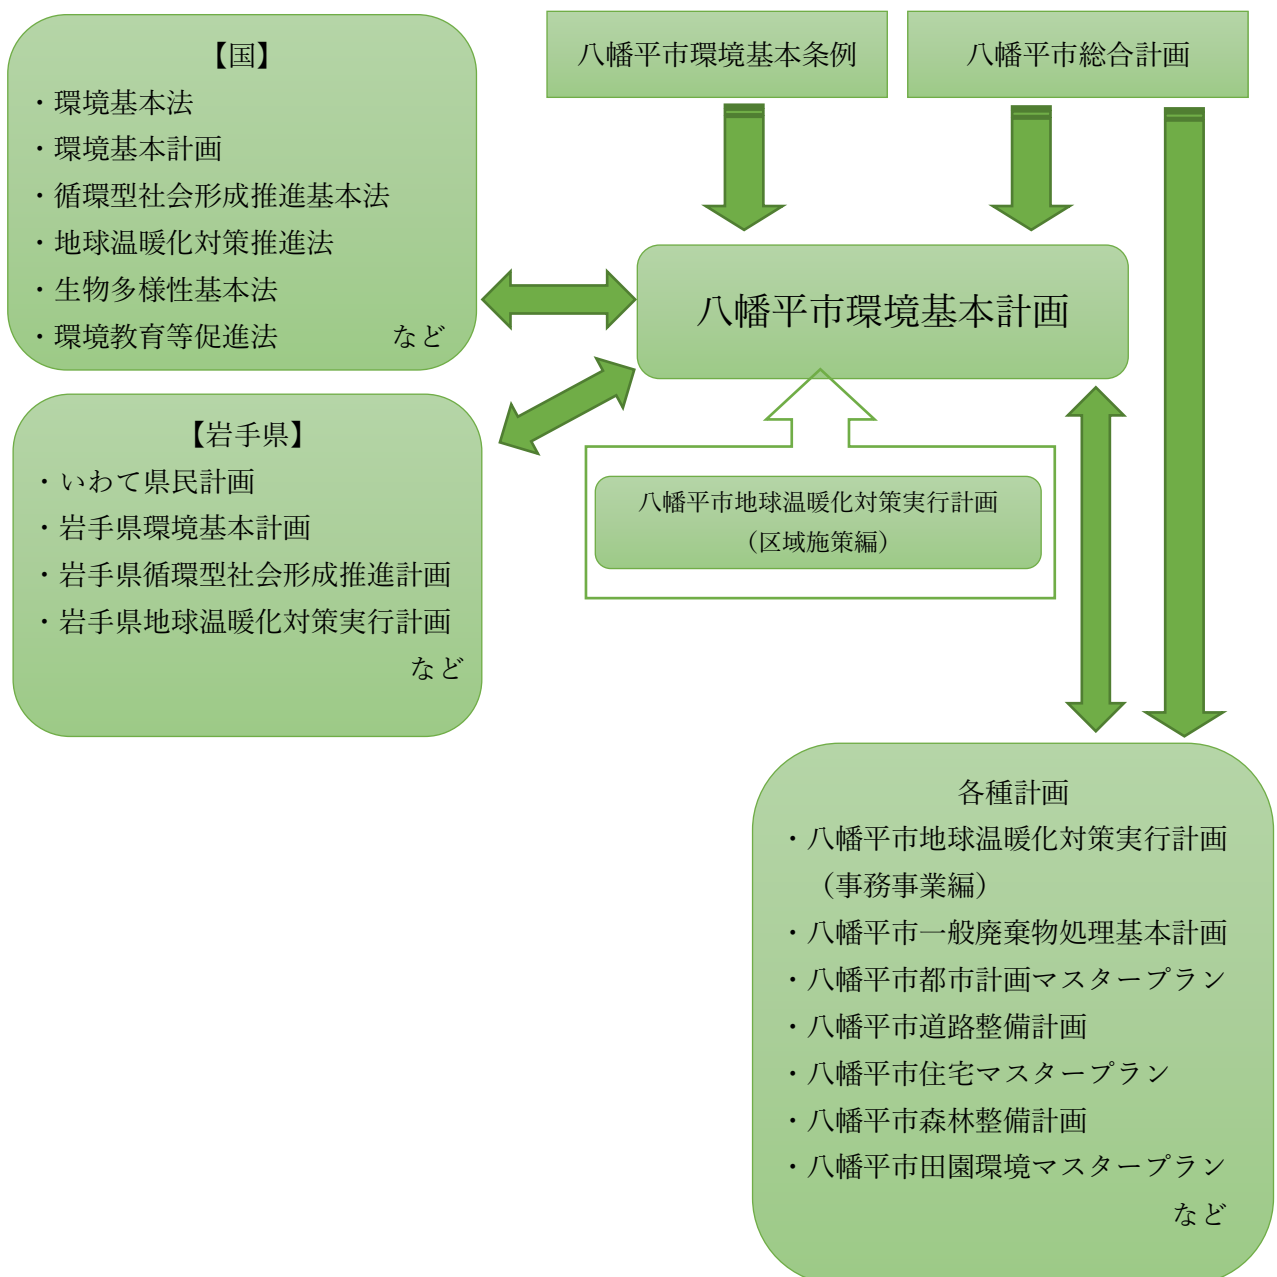 【国】
・環境基本法
・環境基本計画
・循環型社会形成推進基本法
・地球温暖化対策推進法
・生物多様性基本法
・環境教育等促進法 など
【岩手県】
・いわて県民計画
・岩手県環境基本計画
・岩手県循環型社会形成推進計画
・岩手県地球温暖化対策実行計画
など
八幡平市環境基本条例
八幡平市総合計画
八幡平市環境基本計画
八幡平市地球温暖化対策実行計画
（区域施策編）
各種計画
・八幡平市地球温暖化対策実行計画
（事務事業編）
・八幡平市一般廃棄物処理基本計画
・八幡平市都市計画マスタープラン
・八幡平市道路整備計画
・八幡平市住宅マスタープラン
・八幡平市森林整備計画
・八幡平市田園環境マスタープラン
など